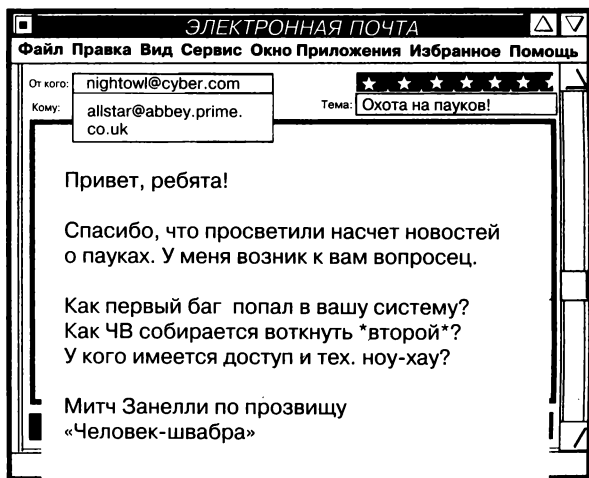 ЭЛЕКТРОННАЯ ПОЧТА
Файл Правка Вид Сервис Окно Приложения Избранное Помощь
От кого: nightowl@cyber.com
Кому: allstar@abbey.prime.
co.uk
Тема: Охота на пауков!
Привет, ребята!
Спасибо, что просветили насчет новостей
о пауках. У меня возник к вам вопросец.
Как первый баг попал в вашу систему?
Как ЧВ собирается воткнуть *второй*?
У кого имеется доступ и тех. ноу-хау?
Митч Занелли по прозвищу
«Человек-швабра»